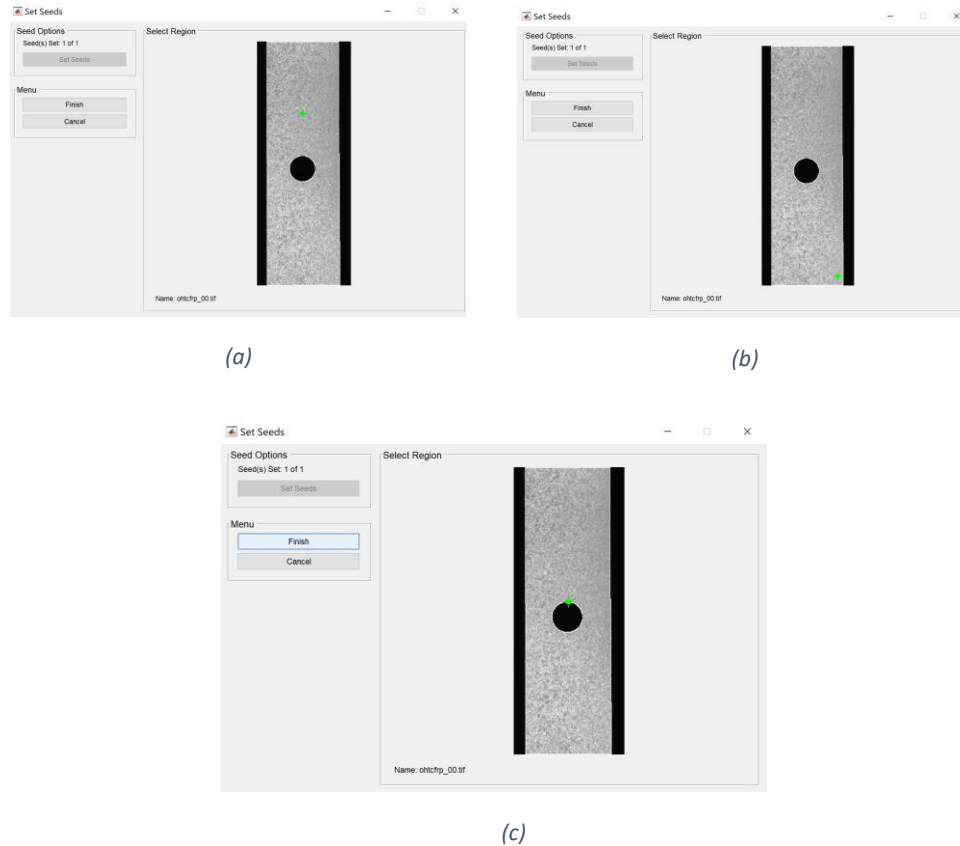 Set Seeds
Seed Options
Seed(s) Set: 1 of 1
Set Seeds
Menu
Finish
Cancel
Select Region
Name: ohtcfrp_00.tif
(a)
Set Seeds
Seed Options
Seed(s) Set: 1 of 1
Set Seeds
Menu
Finish
Cancel
Select Region
Name: ohtcfrp_00.tif
(b)
Set Seeds
Seed Options
Seed(s) Set: 1 of 1
Set Seeds
Menu
Finish
Cancel
Select Region
Name: ohtcfrp_00.tif
(c)